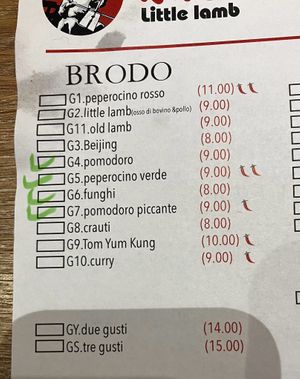 Little lamb
BRODO
G1.peperocino rosso (11.00)
G2.little lamb(osso di bovino &pollo) (9.00)
G11.old lamb (9.00)
G3.Beijing (8.00)
G4.pomodoro (9.00)
G5.peperocino verde (9.00)
G6.funghi (8.00)
G7.pomodoro piccante (9.00)
G8.crauti (8.00)
G9.Tom Yum Kung (10.00)
G10.curry (9.00)
GY.due gusti (14.00)
GS.tre gusti (15.00)